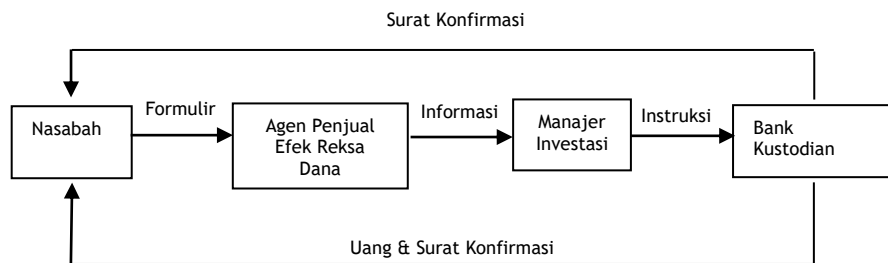 Surat Konfirmasi
Formulir
Informasi
Instruksi
Nasabah
Agen Penjual
Efek Reksa
Dana
Manajer
Investasi
Bank
Kustodian
Uang & Surat Konfirmasi